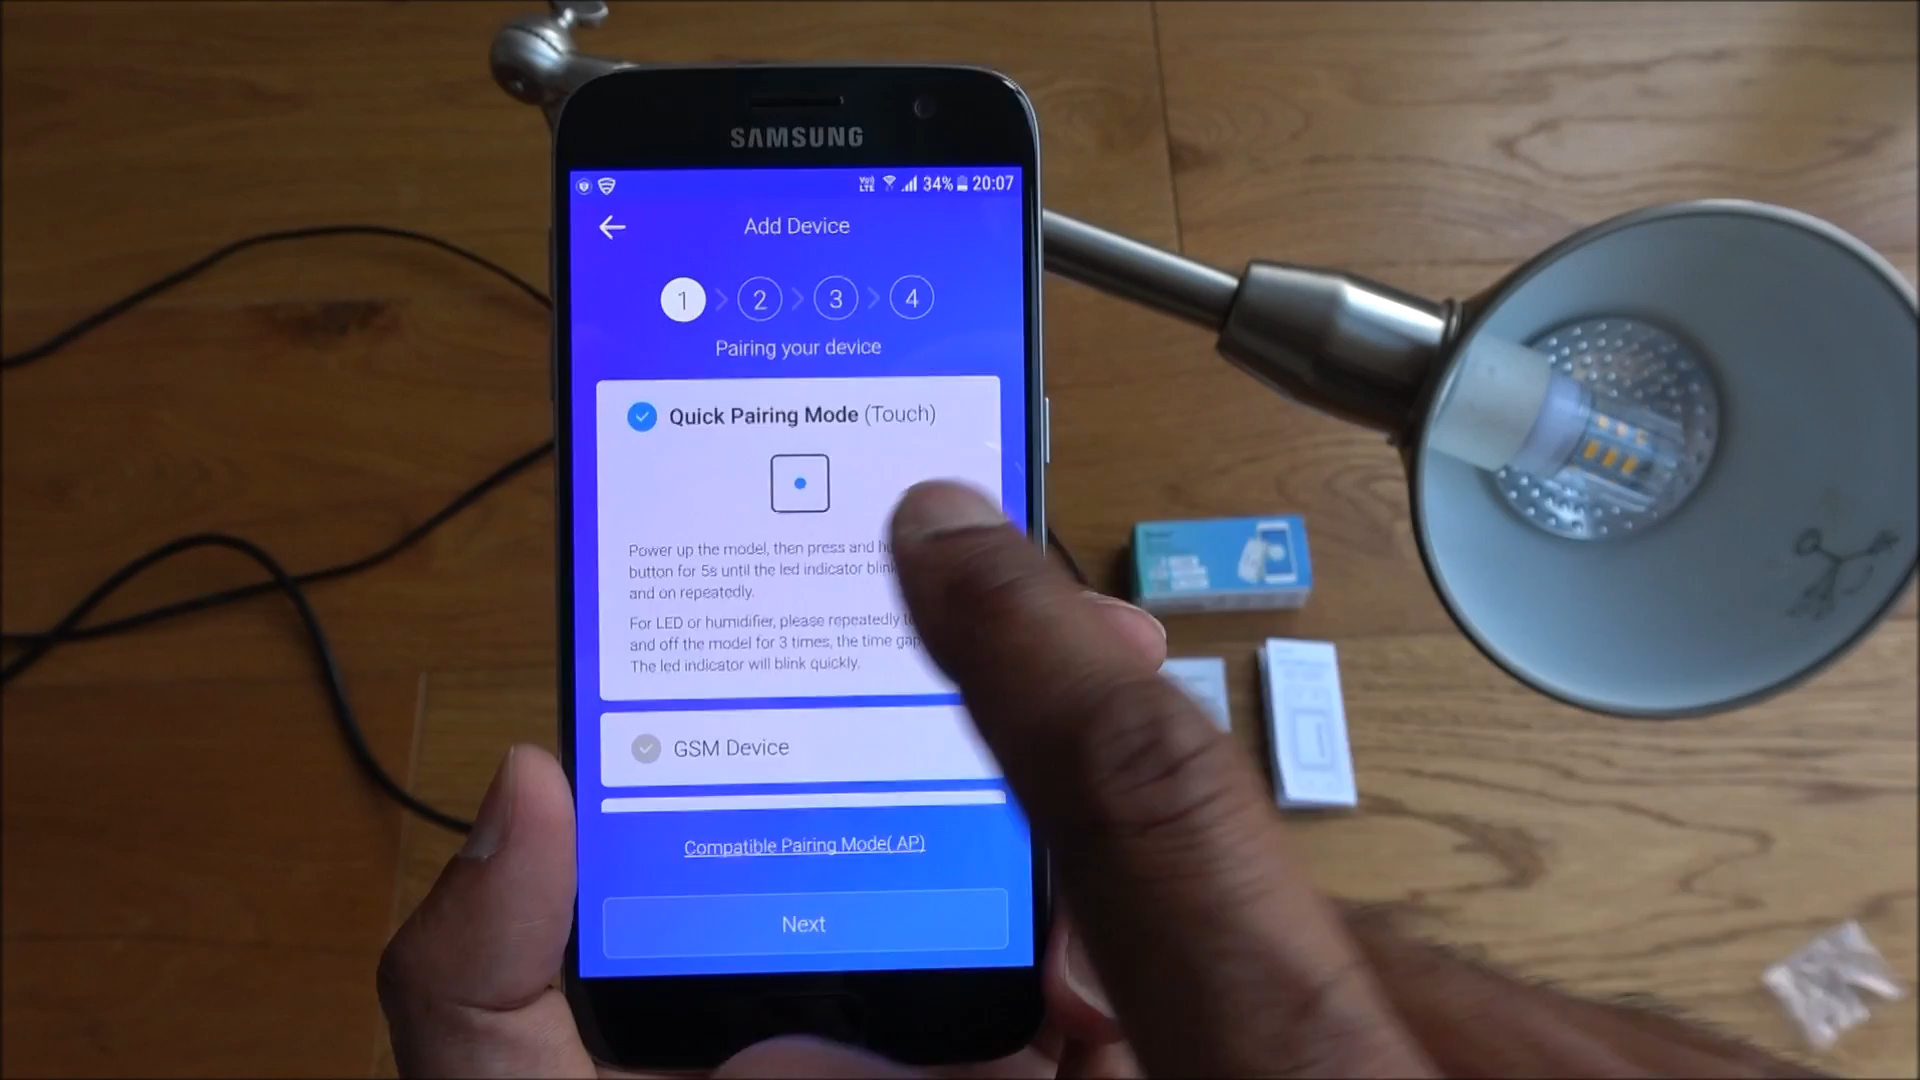 SAMSUNG
34% 20:07
Add Device
1 2 3 4
Pairing your device
Quick Pairing Mode (Touch)
Power up the model, then press and
button for 5s until the led indicator
and on repeatedly.
For LED or humidifier, please repeatedly
and off the model for 3 times, the time
The led indicator will blink quickly.
GSM Device
Compatible Pairing Mode( AP)
Next